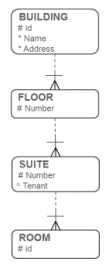 BUILDING
# id
* Name
* Address
FLOOR
# Number
SUITE
# Number
° Tenant
ROOM
# id